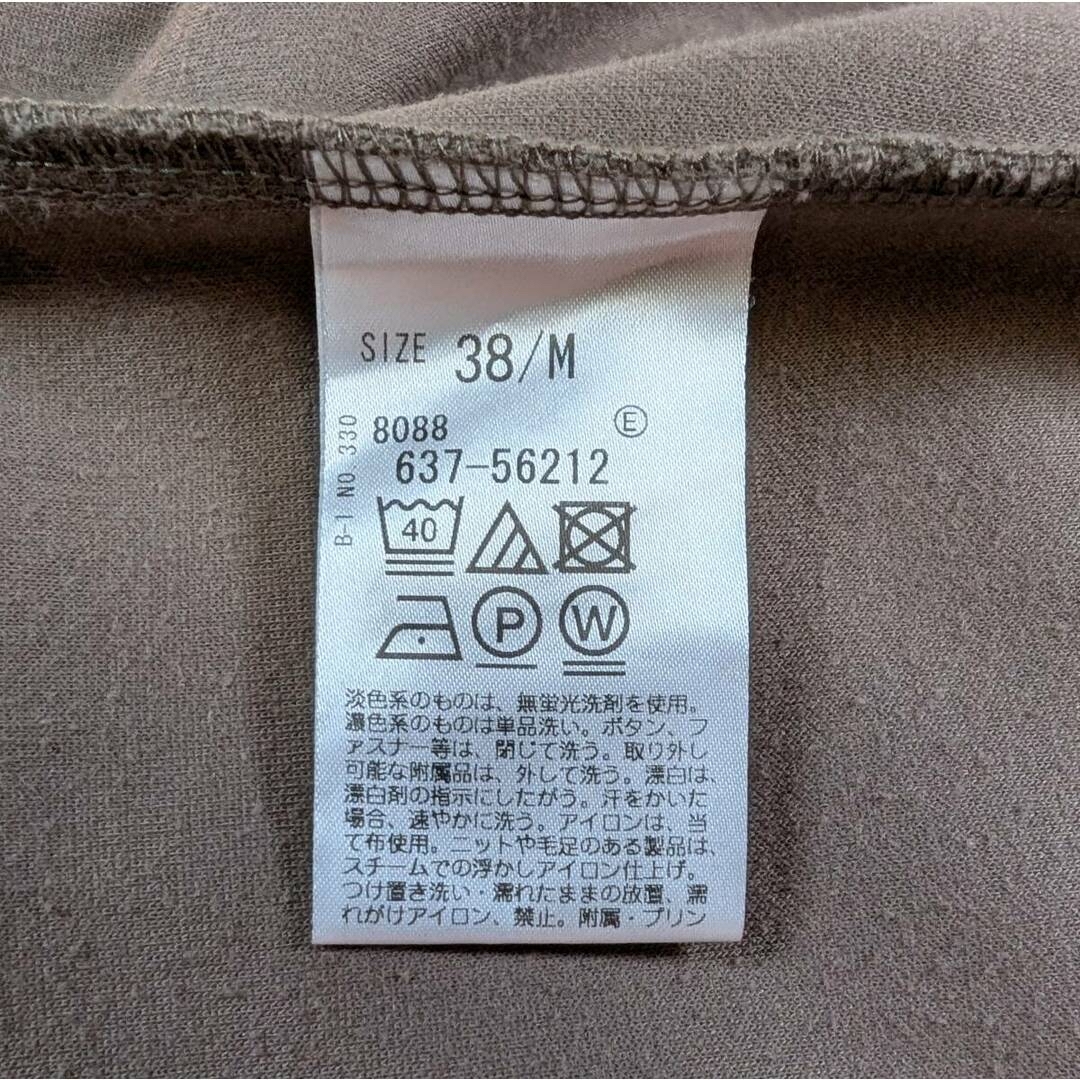 SIZE 38/M
8088 Ⓔ
637-56212
B-1 NO 330
40
P W
淡色系のものは、無蛍光洗剤を使用。
濃色系のものは単品洗い。ボタン、フ
ァスナー等は、閉じて洗う。取り外し
可能な附属品は、外して洗う。漂白は、
漂白剤の指示にしたがう。汗をかいた
場合、速やかに洗う。アイロンは、当
て布使用。ニットや毛足のある製品は、
スチームでの浮かしアイロン仕上げ。
つけ置き洗い・濡れたままの放置、濡
れがけアイロン、禁止。附属・プリン